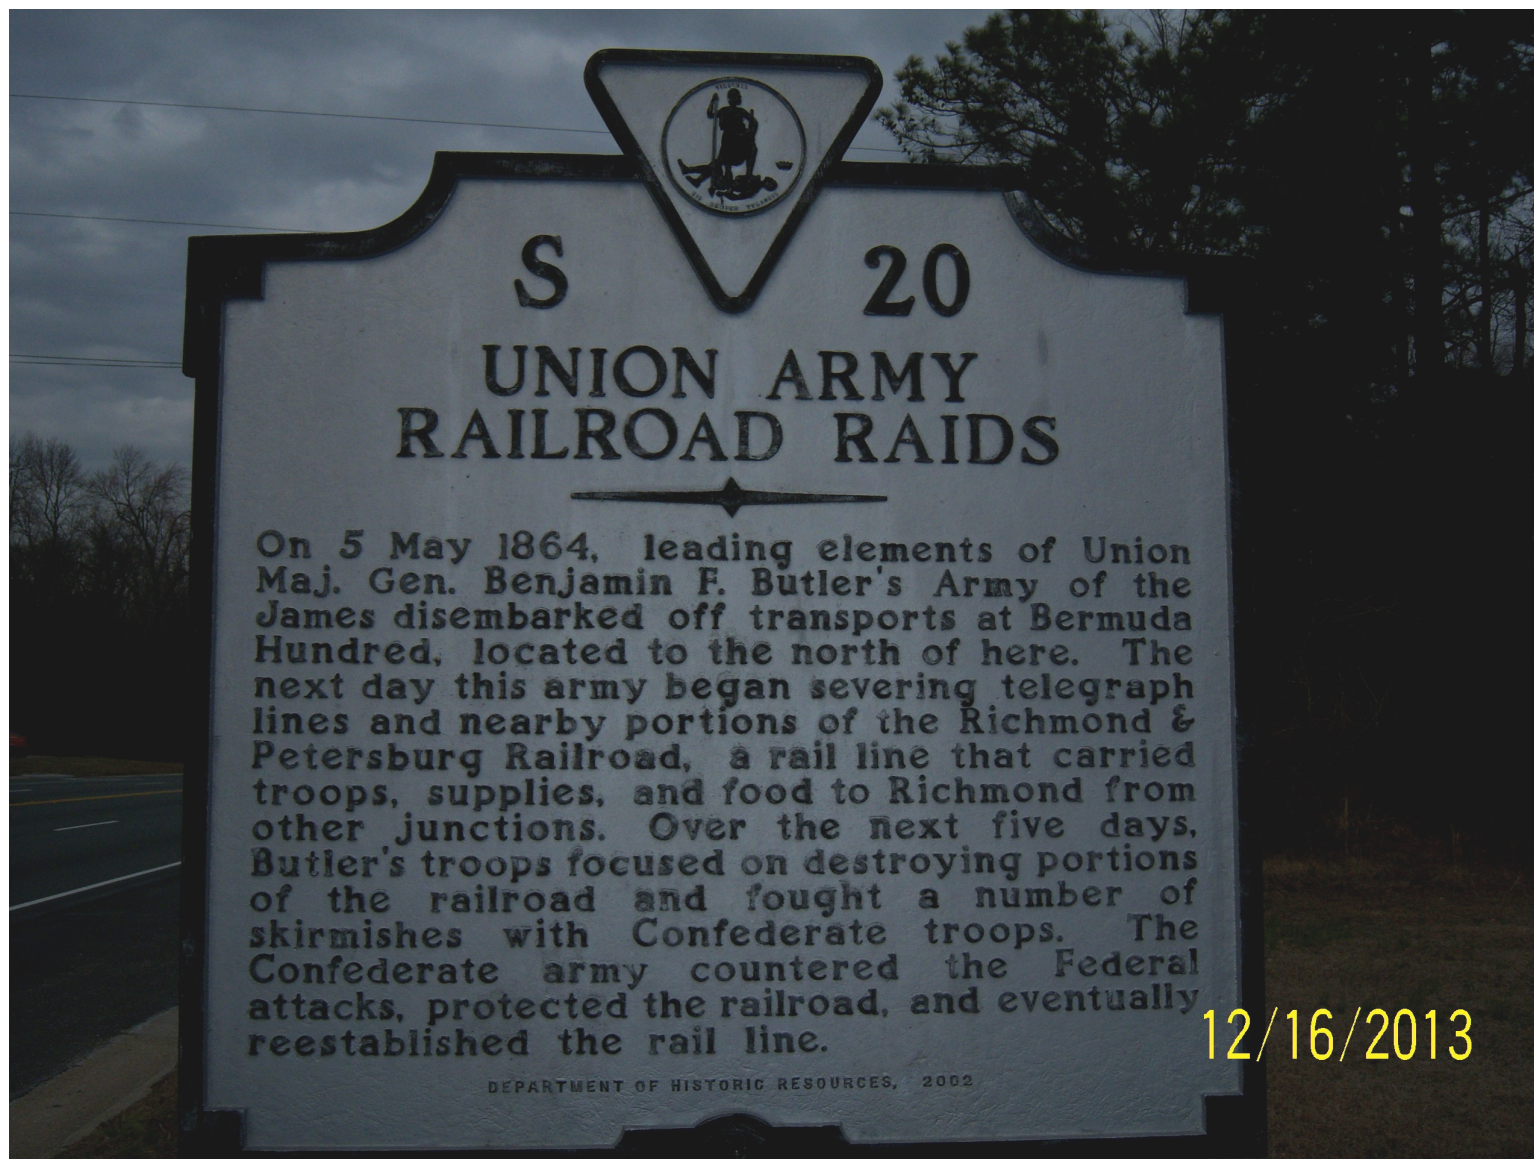 S 20
UNION ARMY
RAILROAD RAIDS
On 5 May 1864, leading elements of Union
Maj. Gen. Benjamin F. Butler's Army of the
James disembarked off transports at Bermuda
Hundred, located to the north of here. The
next day this army began severing telegraph
lines and nearby portions of the Richmond &
Petersburg Railroad, a rail line that carried
troops, supplies, and food to Richmond from
other junctions. Over the next five days,
Butler's troops focused on destroying portions
of the railroad and fought a number of
skirmishes with Confederate troops. The
Confederate army countered the Federal
attacks, protected the railroad, and eventually
reestablished the rail line.
DEPARTMENT OF HISTORIC RESOURCES, 2002
12/16/2013